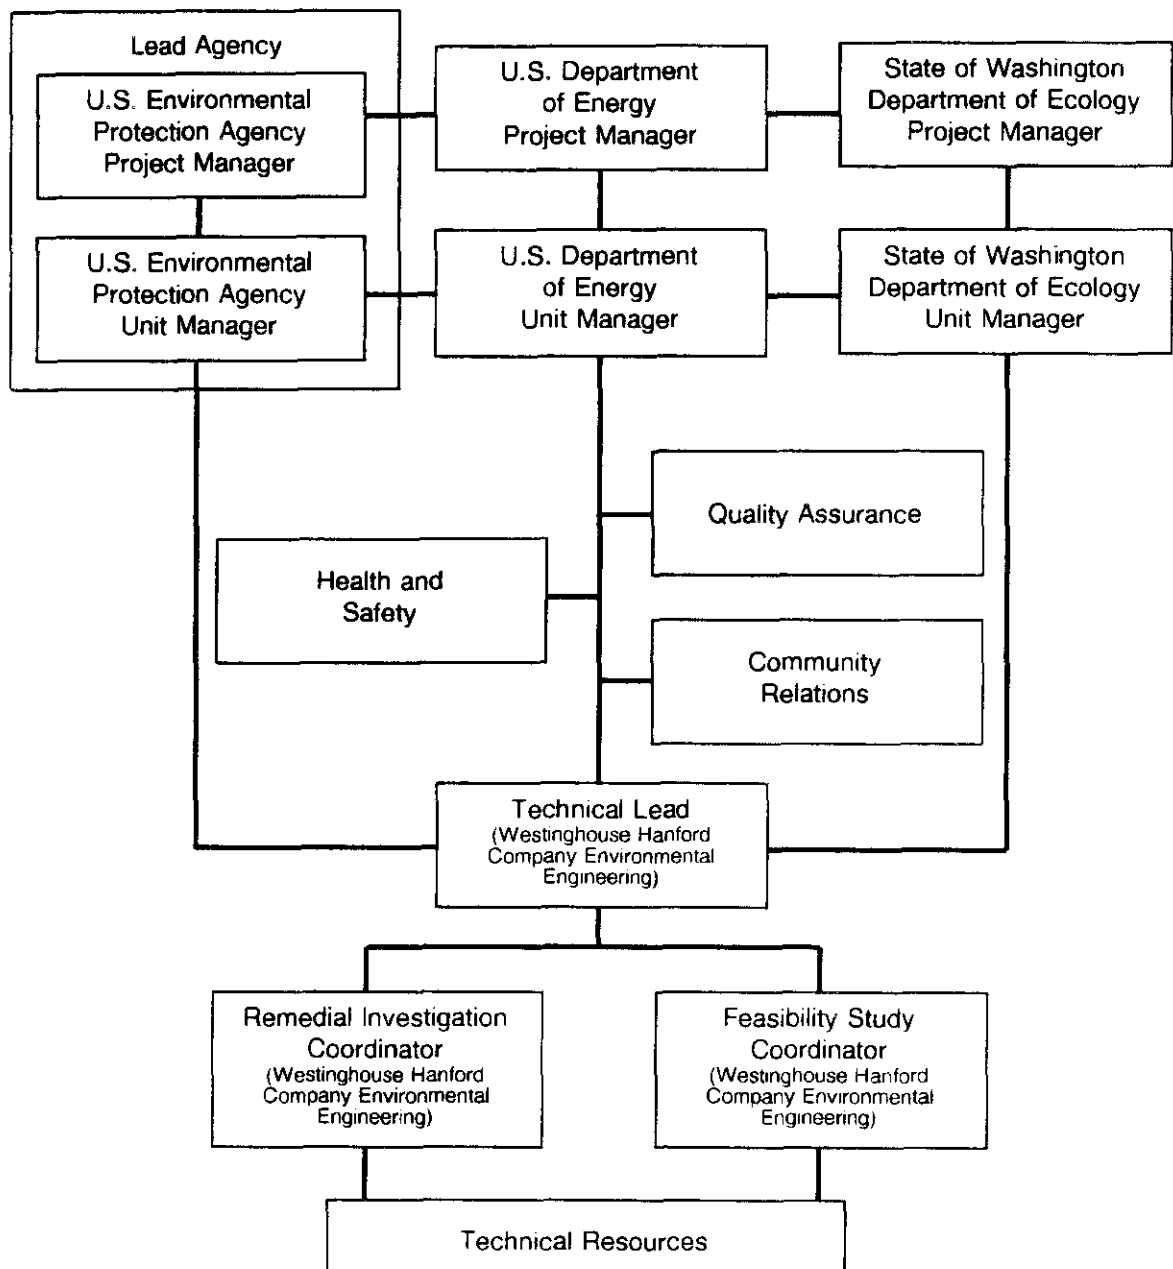 Lead Agency
U.S. Environmental
Protection Agency
Project Manager
U.S. Department
of Energy
Project Manager
State of Washington
Department of Ecology
Project Manager
U.S. Environmental
Protection Agency
Unit Manager
U.S. Department
of Energy
Unit Manager
State of Washington
Department of Ecology
Unit Manager
Quality Assurance
Health and
Safety
Community
Relations
Technical Lead
(Westinghouse Hanford
Company Environmental
Engineering)
Remedial Investigation
Coordinator
(Westinghouse Hanford
Company Environmental
Engineering)
Feasibility Study
Coordinator
(Westinghouse Hanford
Company Environmental
Engineering)
Technical Resources